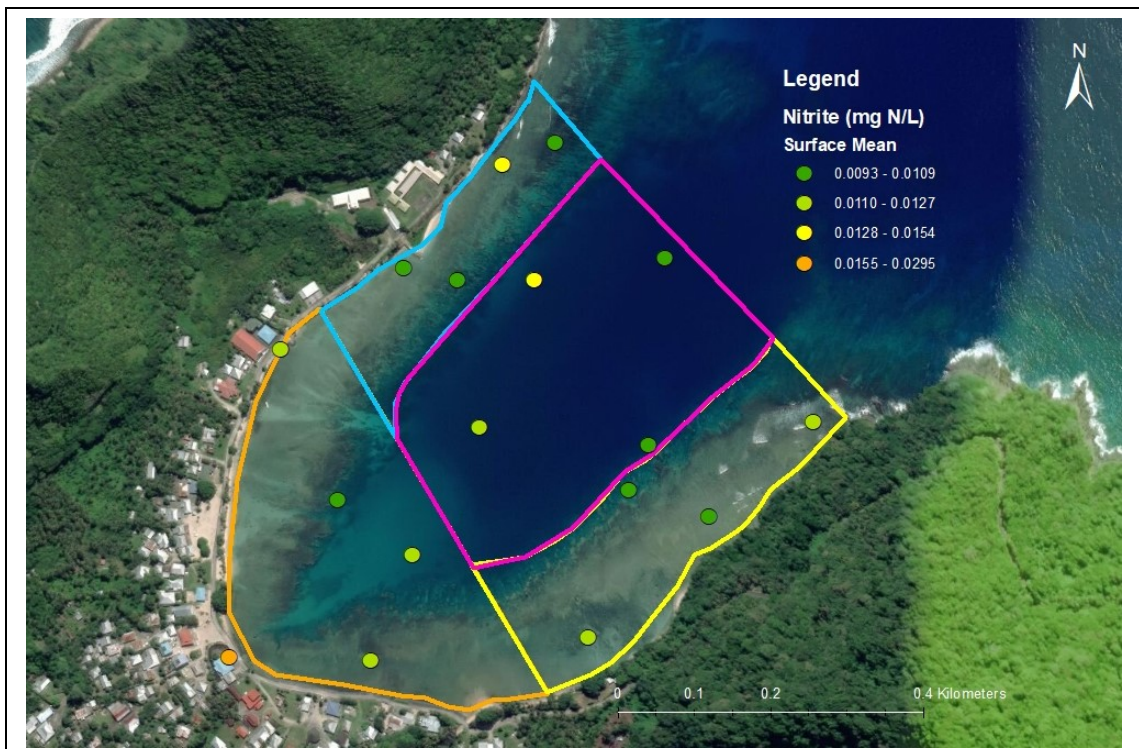 N
Legend
Nitrite (mg N/L)
Surface Mean
0.0093 - 0.0109
0.0110 - 0.0127
0.0128 - 0.0154
0.0155 - 0.0295
0 0.1 0.2 0.4 Kilometers